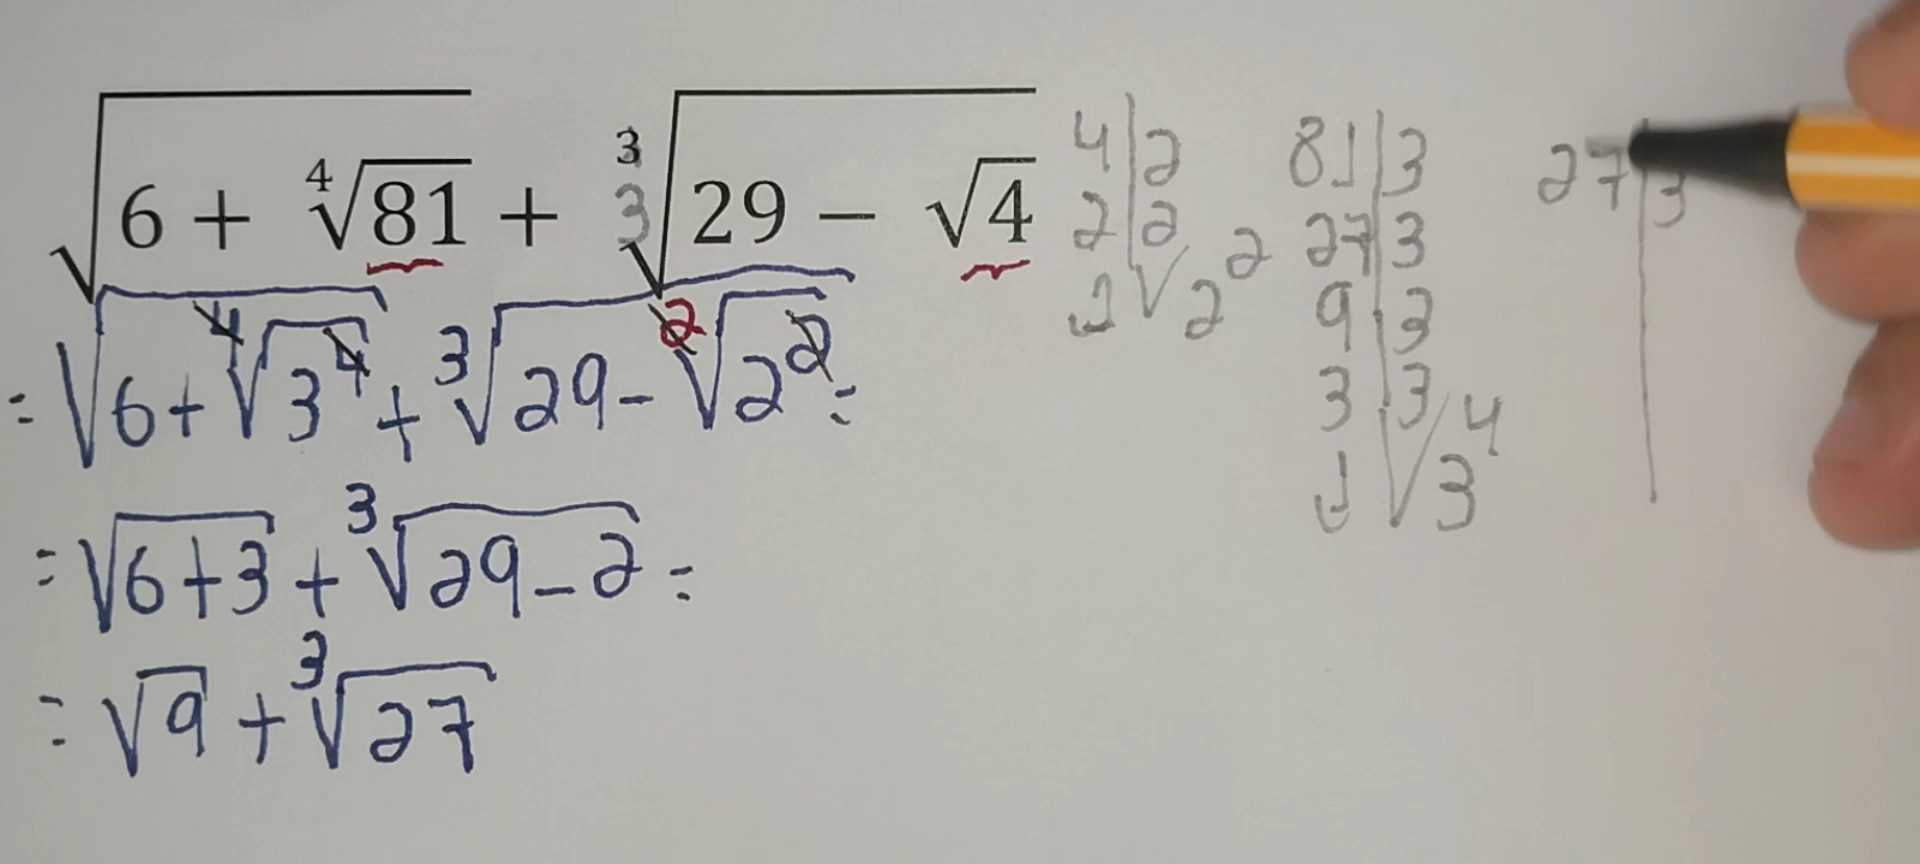 √(6 + ⁴√81) + ³√(29 − √4)
3
= √(6 + ⁴√3⁴) + ³√(29 − ²√2²) =
= √(6+3) + ³√(29−2) =
= √9 + ³√27
4|2
2|2
1 2²
81|3
27|3
9|3
3|3
1 3⁴
27|3